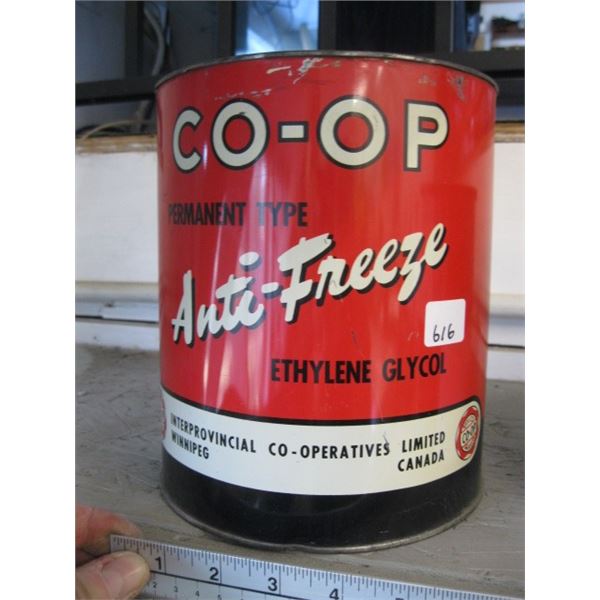 CO-OP
PERMANENT TYPE
Anti-Freeze
616
ETHYLENE GLYCOL
INTERPROVINCIAL CO-OPERATIVES LIMITED
WINNIPEG CANADA
1 2 3 4